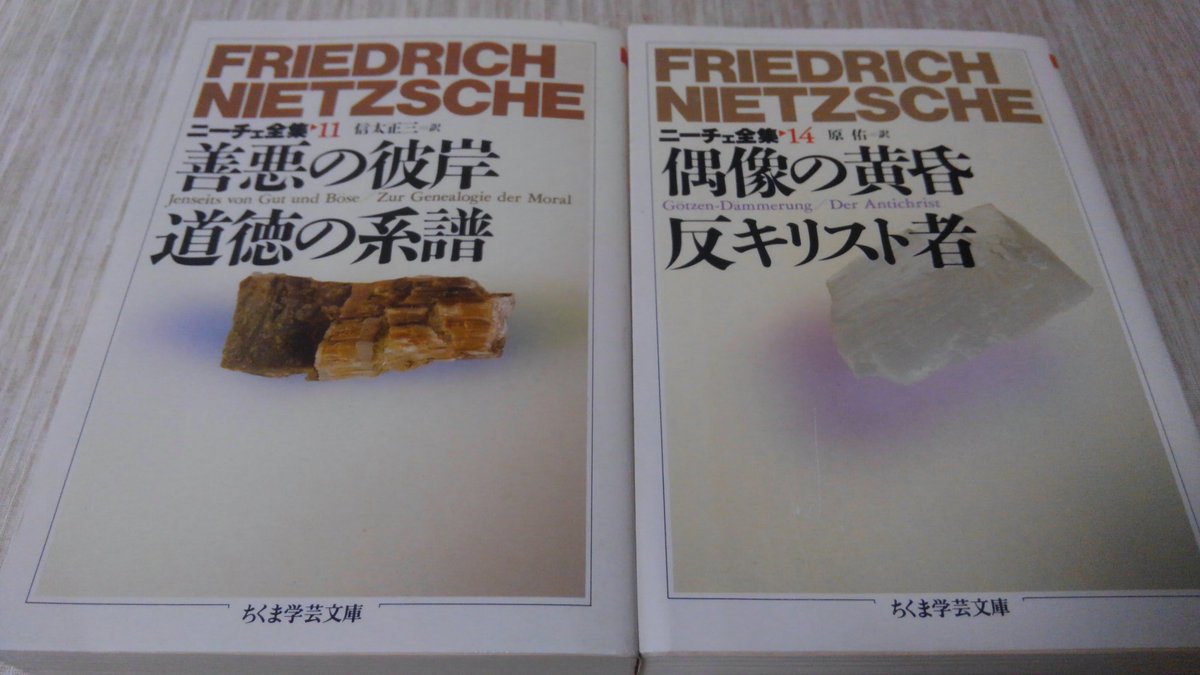 FRIEDRICH
NIETZSCHE
ニーチェ全集 11 信太正三 訳
善悪の彼岸
Jenseits von Gut und Böse / Zur Genealogie der Moral
道徳の系譜
ちくま学芸文庫
FRIEDRICH
NIETZSCHE
ニーチェ全集 14 原 佑 訳
偶像の黄昏
Götzen-Dämmerung / Der Antichrist
反キリスト者
ちくま学芸文庫